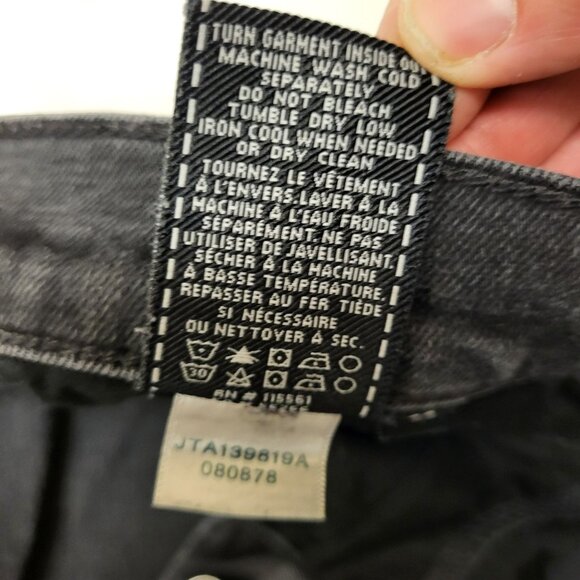 TURN GARMENT INSIDE OUT
MACHINE WASH COLD
SEPARATELY
DO NOT BLEACH
TUMBLE DRY LOW
IRON COOL WHEN NEEDED
OR DRY CLEAN
TOURNEZ LE VÊTEMENT
À L'ENVERS.LAVER À LA
MACHINE À L'EAU FROIDE
SÉPARÉMENT. NE PAS
UTILISER DE JAVELLISANT,
SÉCHER À LA MACHINE
À BASSE TEMPÉRATURE.
REPASSER AU FER TIÈDE
SI NÉCESSAIRE
OU NETTOYER À SEC.
30
RN # 115561
JTA139819A
080878